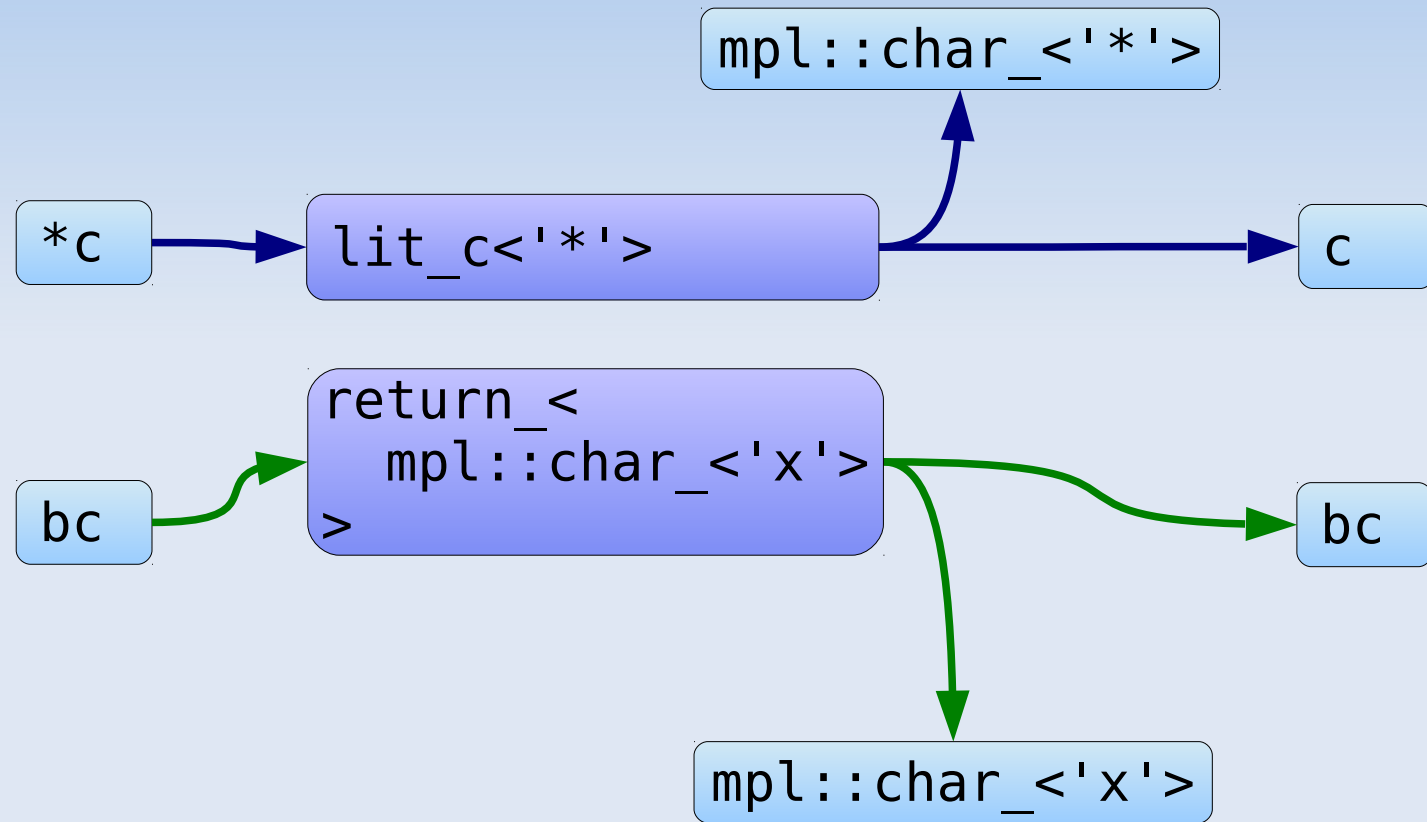 mpl::char_<'*'>
*c
lit_c<'*'>
c
return_<
  mpl::char_<'x'>
>
bc
bc
mpl::char_<'x'>